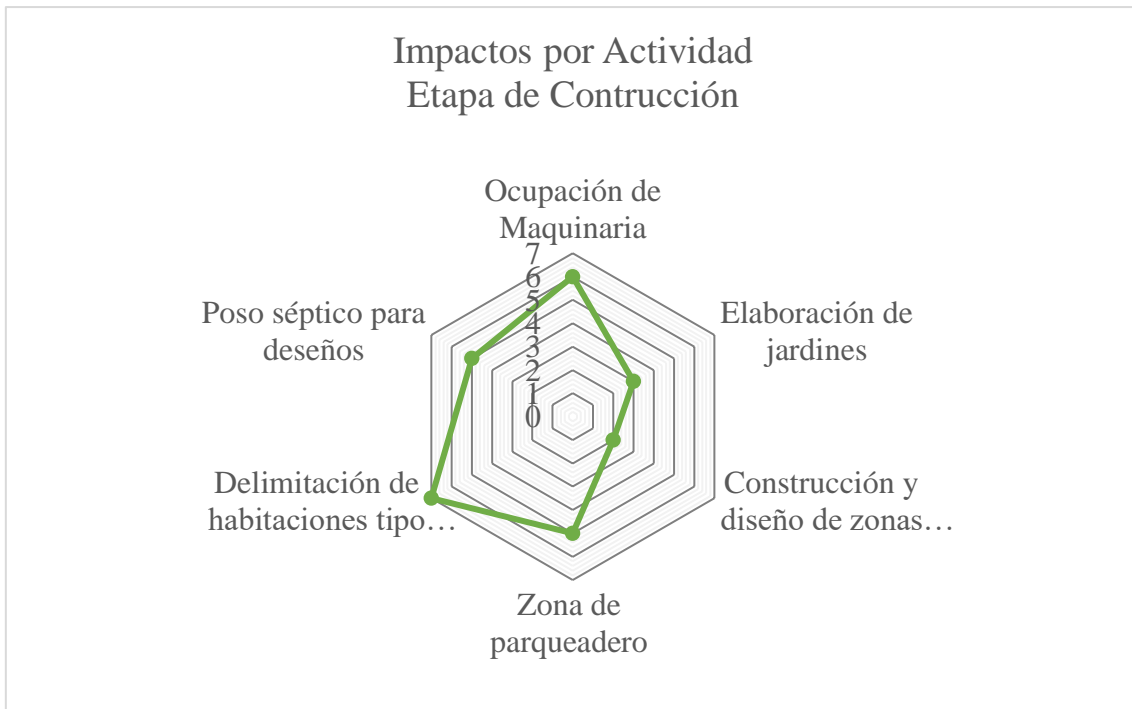 Impactos por Actividad
Etapa de Contrucción
Ocupación de
Maquinaria
7
6
5
4
3
2
1
0
Elaboración de
jardines
Construcción y
diseño de zonas…
Zona de
parqueadero
Delimitación de
habitaciones tipo…
Poso séptico para
deseños